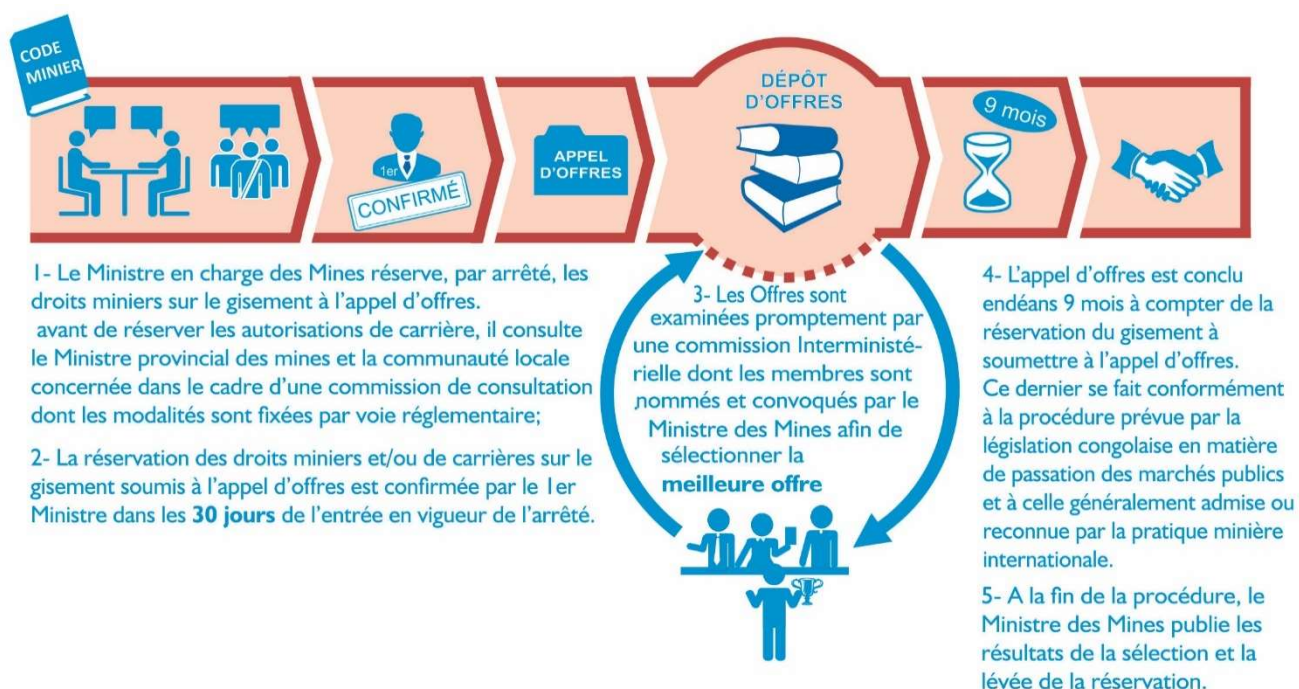 CODE
MINIER
1er
CONFIRMÉ
APPEL
D'OFFRES
DÉPÔT
D'OFFRES
9 mois
1- Le Ministre en charge des Mines réserve, par arrêté, les
droits miniers sur le gisement à l'appel d'offres.
avant de réserver les autorisations de carrière, il consulte
le Ministre provincial des mines et la communauté locale
concernée dans le cadre d'une commission de consultation
dont les modalités sont fixées par voie réglementaire;
2- La réservation des droits miniers et/ou de carrières sur le
gisement soumis à l'appel d'offres est confirmée par le 1er
Ministre dans les 30 jours de l'entrée en vigueur de l'arrêté.
3- Les Offres sont
examinées promptement par
une commission Interministé-
rielle dont les membres sont
nommés et convoqués par le
Ministre des Mines afin de
sélectionner la
meilleure offre
4- L'appel d'offres est conclu
endéans 9 mois à compter de la
réservation du gisement à
soumettre à l'appel d'offres.
Ce dernier se fait conformément
à la procédure prévue par la
législation congolaise en matière
de passation des marchés publics
et à celle généralement admise ou
reconnue par la pratique minière
internationale.
5- A la fin de la procédure, le
Ministre des Mines publie les
résultats de la sélection et la
lévée de la réservation.